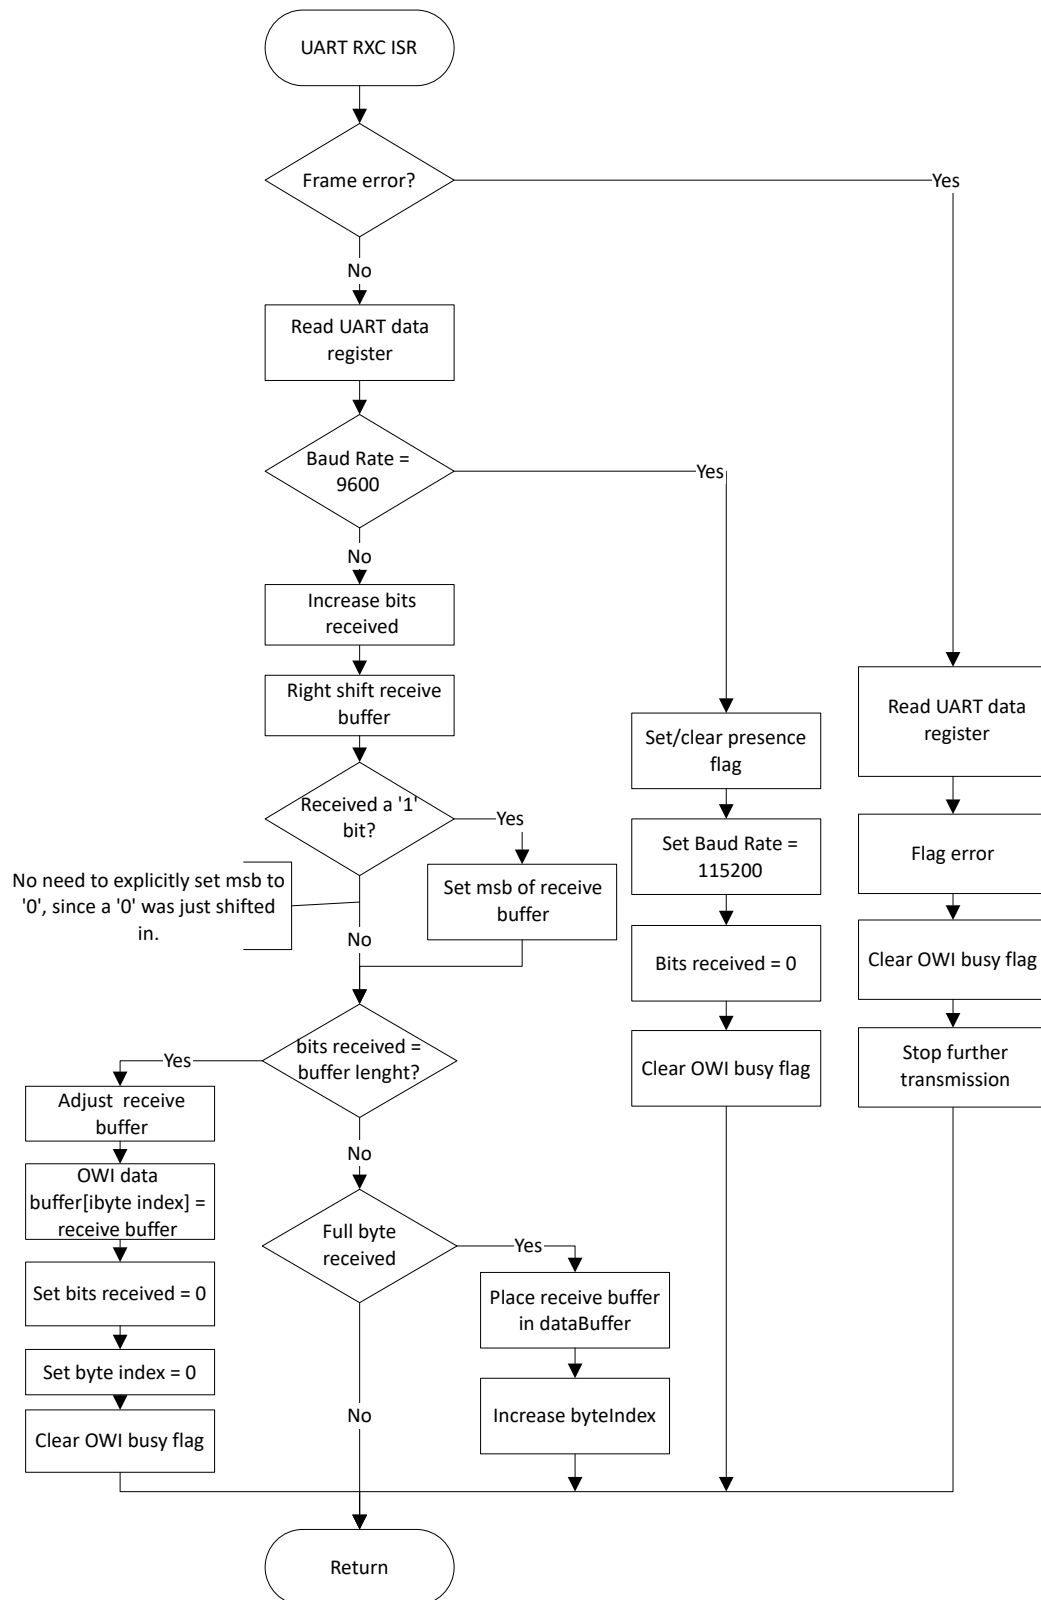 UART RXC ISR
Frame error?
Yes
No
Read UART data
register
Baud Rate =
9600
Yes
No
Increase bits
received
Right shift receive
buffer
Received a '1'
bit?
Yes
Set msb of receive
buffer
No need to explicitly set msb to
'0', since a '0' was just shifted
in.
No
Set/clear presence
flag
Set Baud Rate =
115200
Bits received = 0
Clear OWI busy flag
Read UART data
register
Flag error
Clear OWI busy flag
Stop further
transmission
bits received =
buffer lenght?
Yes
Adjust receive
buffer
OWI data
buffer[ibyte index] =
receive buffer
Set bits received = 0
Set byte index = 0
Clear OWI busy flag
No
Full byte
received
Yes
Place receive buffer
in dataBuffer
Increase byteIndex
No
Return